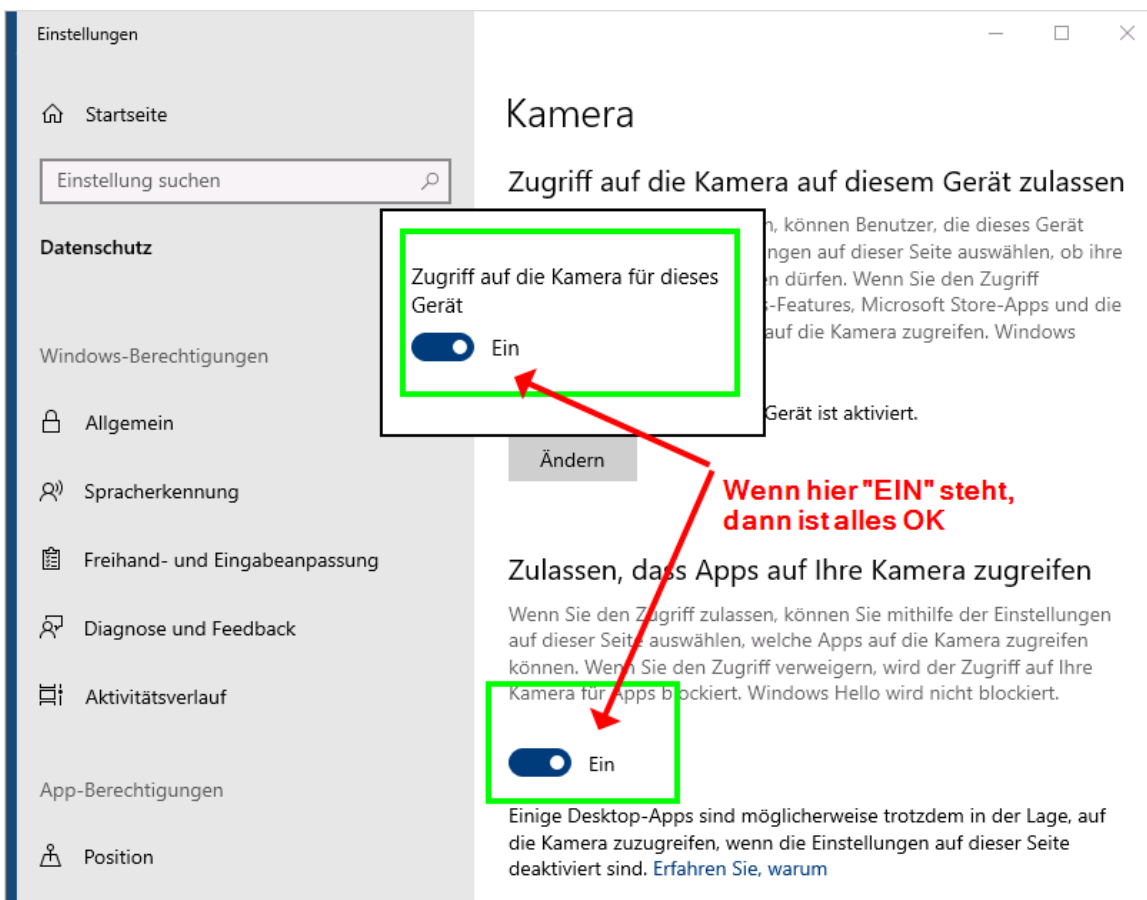 Einstellungen
Startseite
Einstellung suchen
Datenschutz
Windows-Berechtigungen
Allgemein
Spracherkennung
Freihand- und Eingabeanpassung
Diagnose und Feedback
Aktivitätsverlauf
App-Berechtigungen
Position
Kamera
Zugriff auf die Kamera auf diesem Gerät zulassen
, können Benutzer, die dieses Gerät
ngen auf dieser Seite auswählen, ob ihre
n dürfen. Wenn Sie den Zugriff
-Features, Microsoft Store-Apps und die
auf die Kamera zugreifen. Windows
Zugriff auf die Kamera für dieses
Gerät
Ein
Gerät ist aktiviert.
Ändern
Wenn hier "EIN" steht,
dann ist alles OK
Zulassen, dass Apps auf Ihre Kamera zugreifen
Wenn Sie den Zugriff zulassen, können Sie mithilfe der Einstellungen
auf dieser Seite auswählen, welche Apps auf die Kamera zugreifen
können. Wenn Sie den Zugriff verweigern, wird der Zugriff auf Ihre
Kamera für Apps blockiert. Windows Hello wird nicht blockiert.
Ein
Einige Desktop-Apps sind möglicherweise trotzdem in der Lage, auf
die Kamera zuzugreifen, wenn die Einstellungen auf dieser Seite
deaktiviert sind. Erfahren Sie, warum